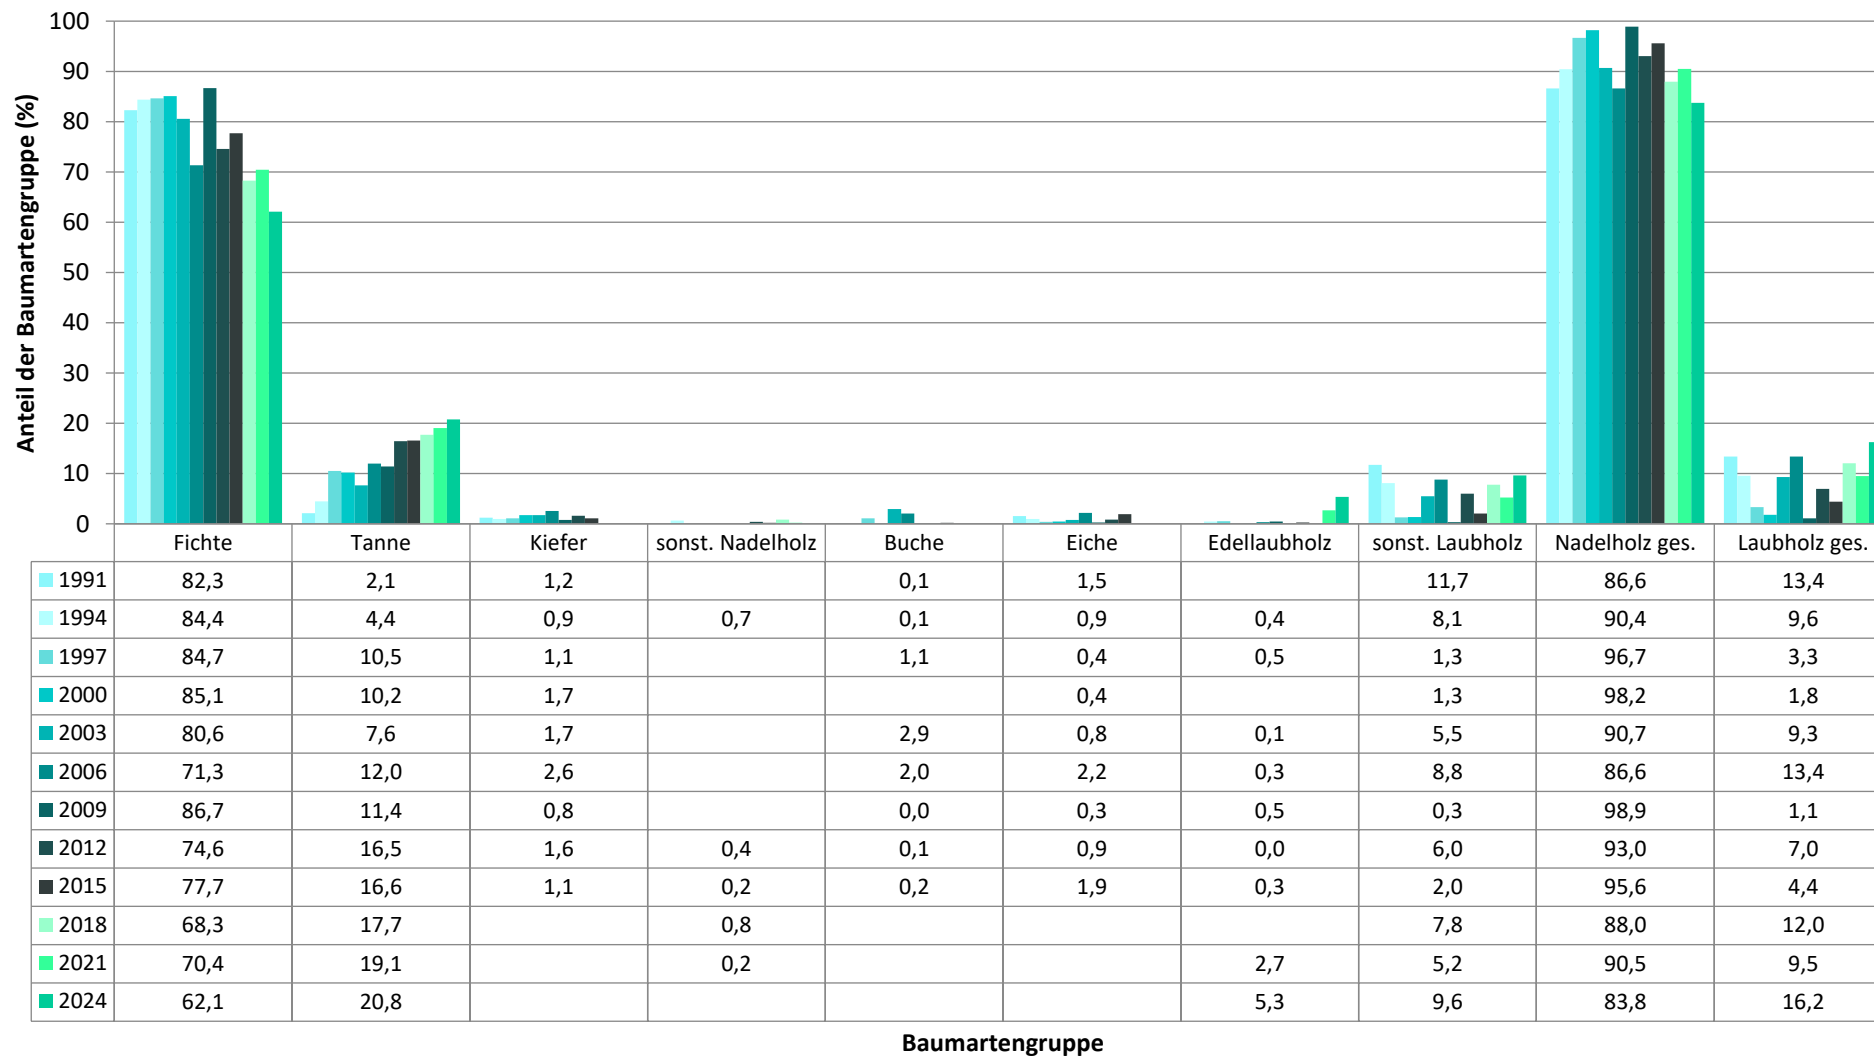 Anteil der Baumartengruppe (%)
100
90
80
70
60
50
40
30
20
10
0
Fichte Tanne Kiefer sonst. Nadelholz Buche Eiche Edellaubholz sonst. Laubholz Nadelholz ges. Laubholz ges.
1991 82,3 2,1 1,2 0,1 1,5 11,7 86,6 13,4
1994 84,4 4,4 0,9 0,7 0,1 0,9 0,4 8,1 90,4 9,6
1997 84,7 10,5 1,1 1,1 0,4 0,5 1,3 96,7 3,3
2000 85,1 10,2 1,7 0,4 1,3 98,2 1,8
2003 80,6 7,6 1,7 2,9 0,8 0,1 5,5 90,7 9,3
2006 71,3 12,0 2,6 2,0 2,2 0,3 8,8 86,6 13,4
2009 86,7 11,4 0,8 0,0 0,3 0,5 0,3 98,9 1,1
2012 74,6 16,5 1,6 0,4 0,1 0,9 0,0 6,0 93,0 7,0
2015 77,7 16,6 1,1 0,2 0,2 1,9 0,3 2,0 95,6 4,4
2018 68,3 17,7 0,8 7,8 88,0 12,0
2021 70,4 19,1 0,2 2,7 5,2 90,5 9,5
2024 62,1 20,8 5,3 9,6 83,8 16,2
Baumartengruppe